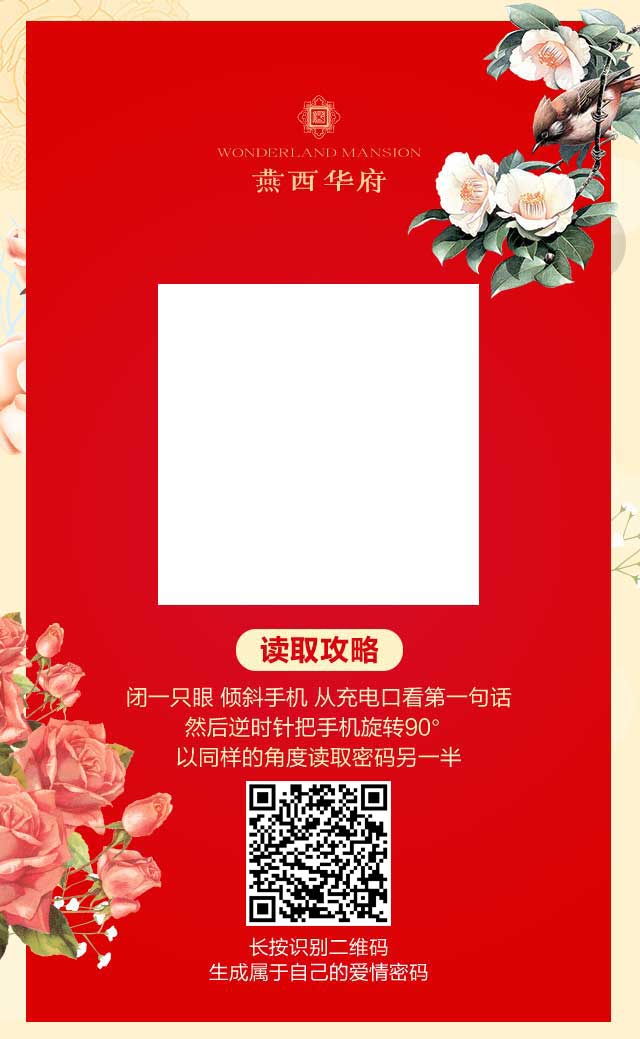 WONDERLAND MANSION
燕西华府
读取攻略
闭一只眼 倾斜手机 从充电口看第一句话
然后逆时针把手机旋转90°
以同样的角度读取密码另一半
长按识别二维码
生成属于自己的爱情密码